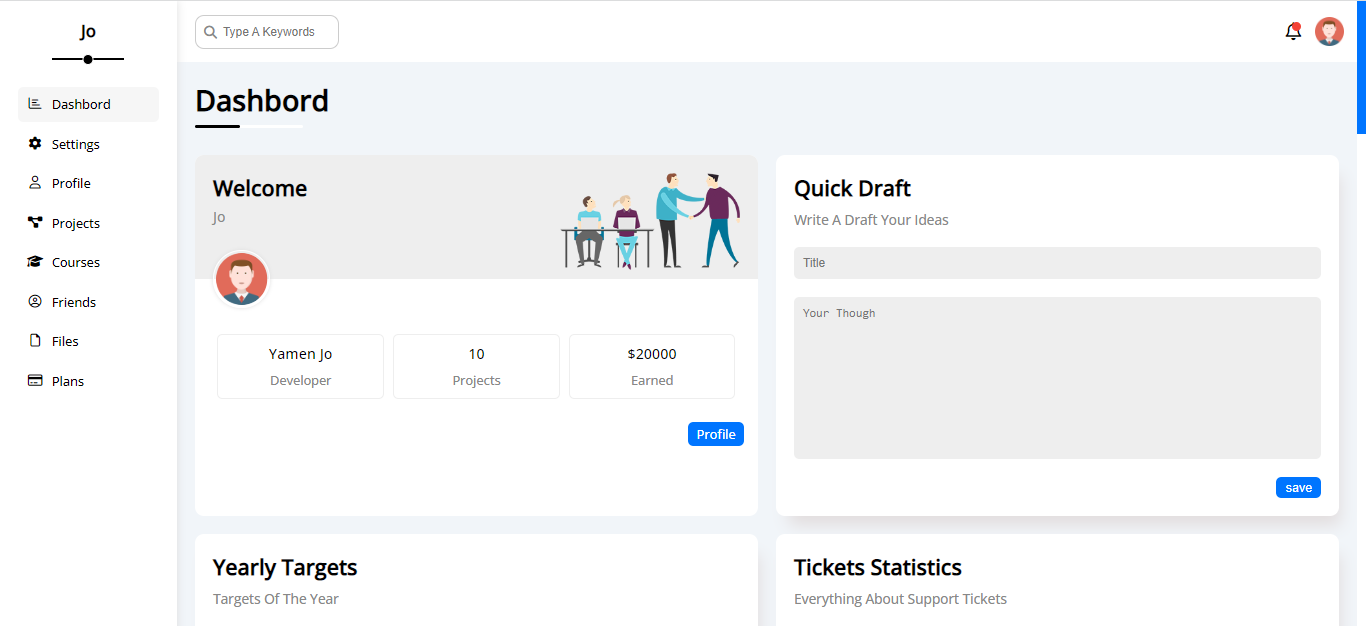 Jo
Dashbord
Settings
Profile
Projects
Courses
Friends
Files
Plans
Type A Keywords
Dashbord
Welcome
Jo
Yamen Jo
Developer
10
Projects
$20000
Earned
Profile
Quick Draft
Write A Draft Your Ideas
Title
Your Though
save
Yearly Targets
Targets Of The Year
Tickets Statistics
Everything About Support Tickets